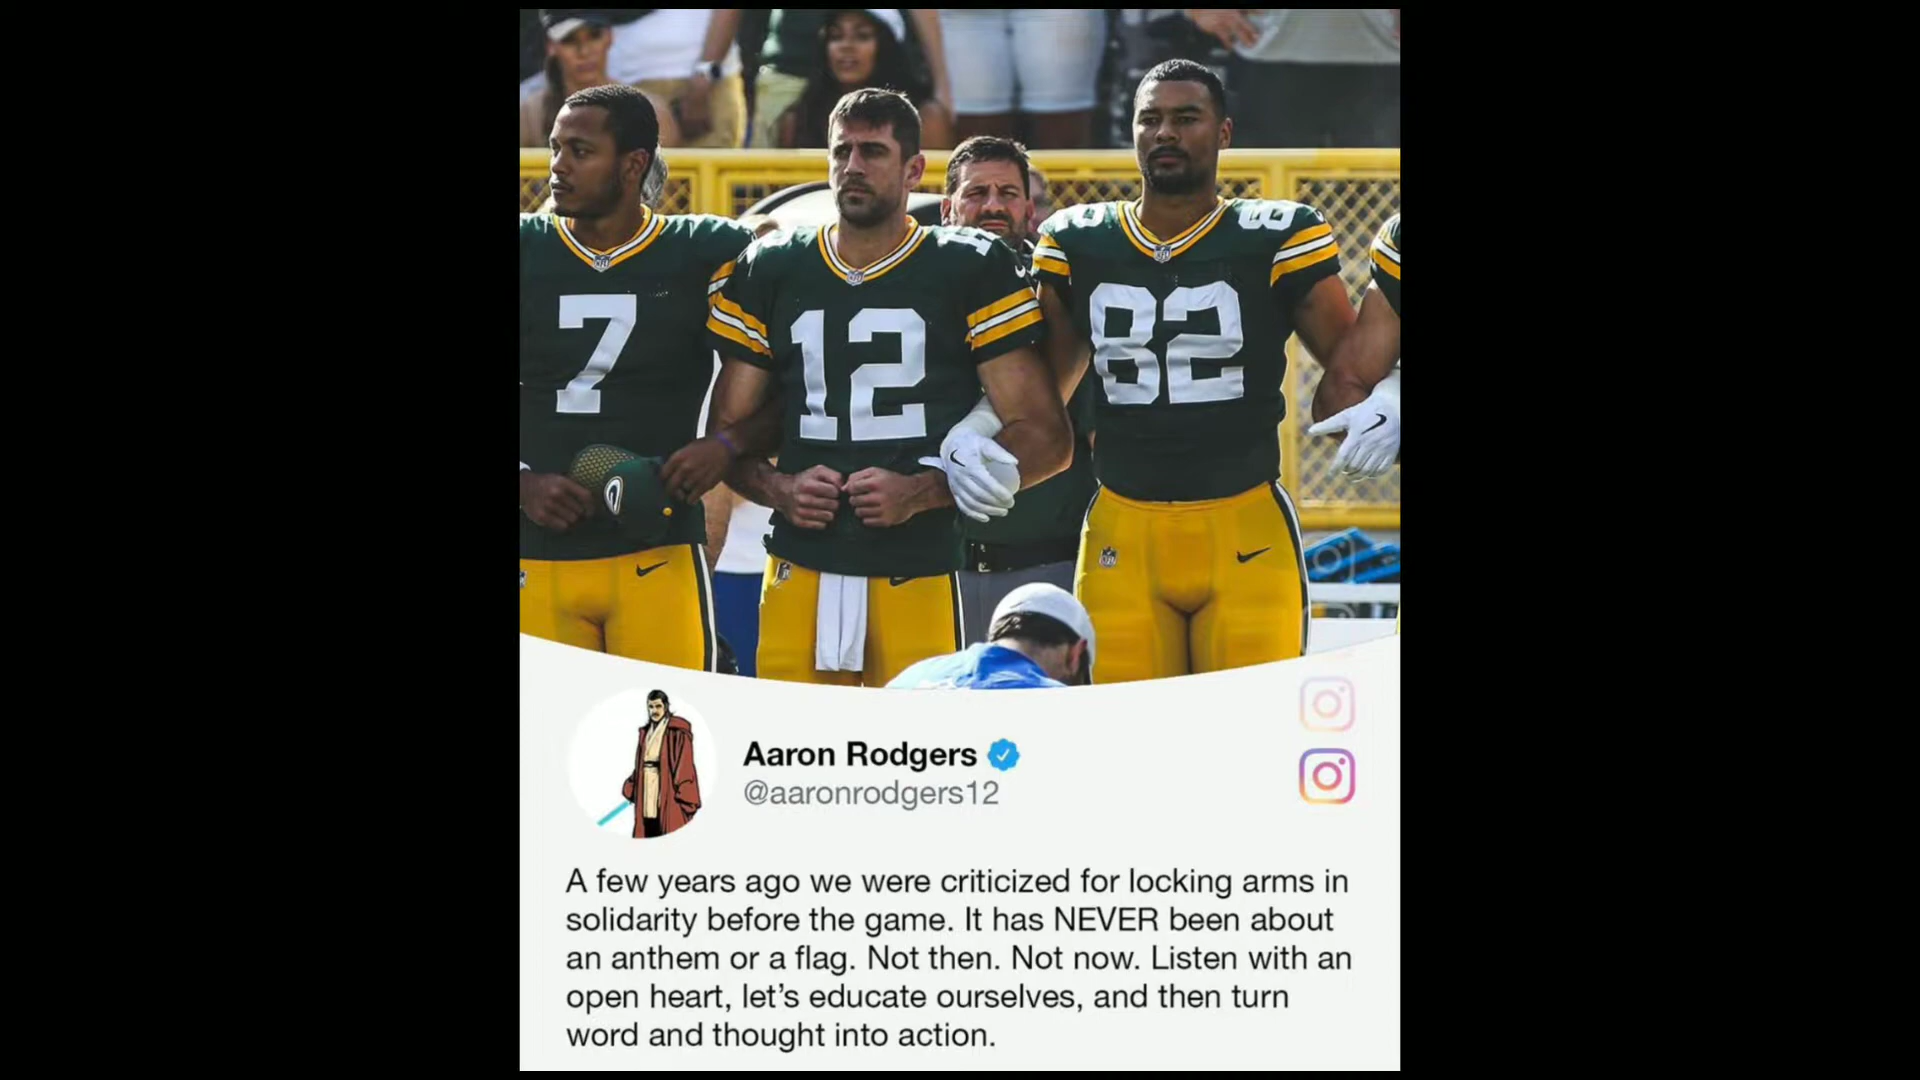 7
12
82
82
Aaron Rodgers
@aaronrodgers12
A few years ago we were criticized for locking arms in
solidarity before the game. It has NEVER been about
an anthem or a flag. Not then. Not now. Listen with an
open heart, let’s educate ourselves, and then turn
word and thought into action.